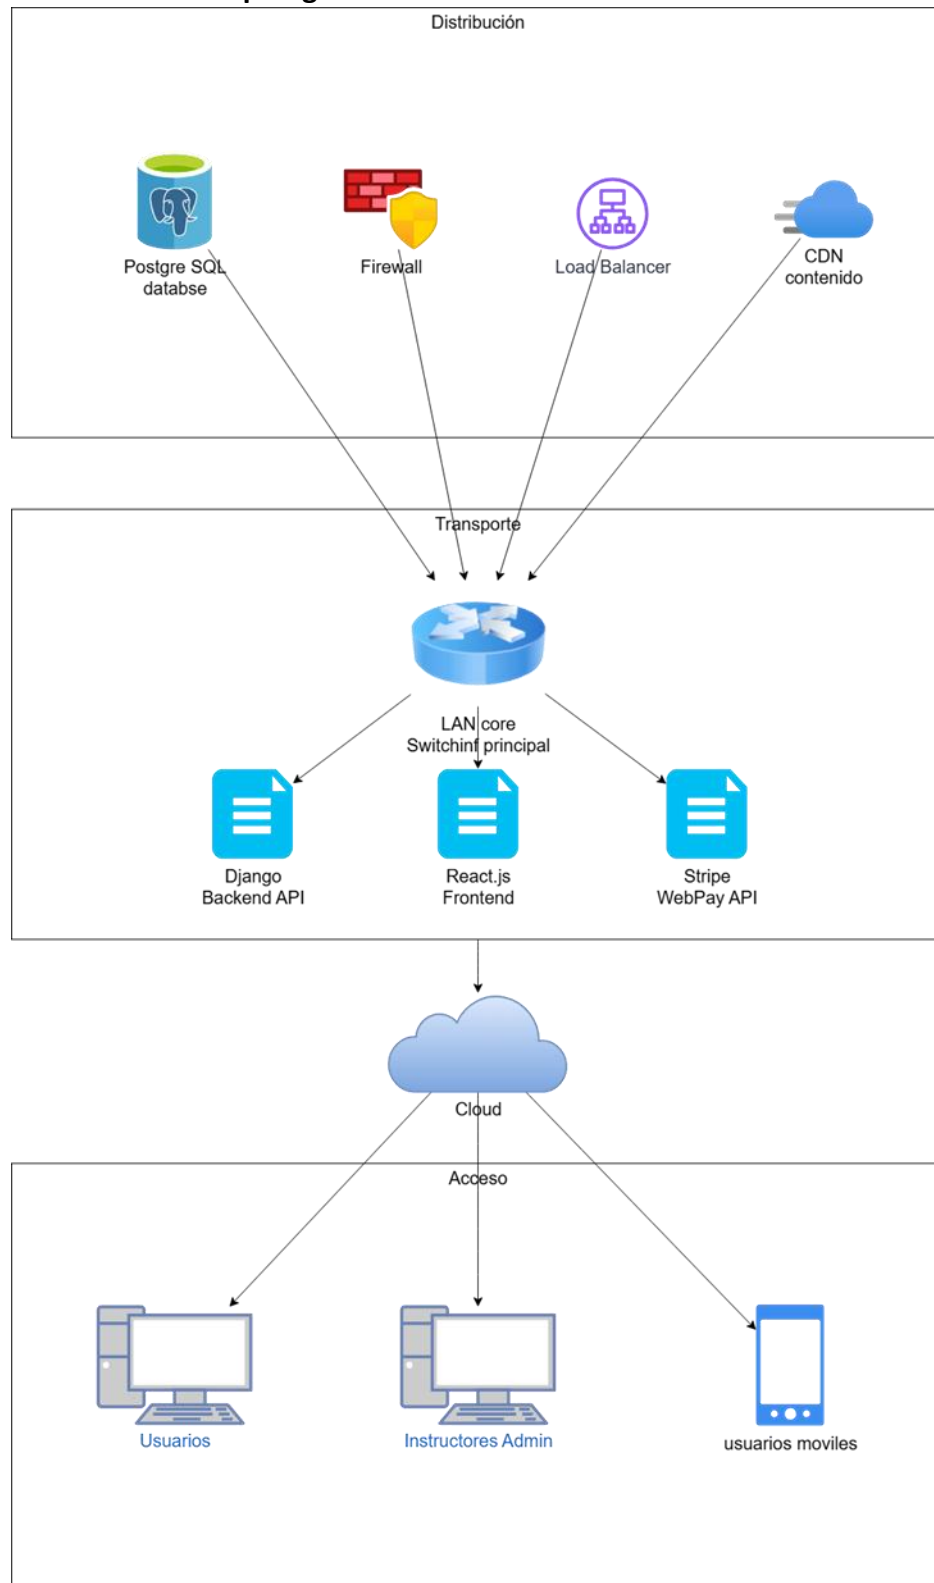 Distribución
Postgre SQL
databse
Firewall
Load Balancer
CDN
contenido
Transporte
LAN core
Switchinf principal
Django
Backend API
React.js
Frontend
Stripe
WebPay API
Cloud
Acceso
Usuarios
Instructores Admin
usuarios moviles